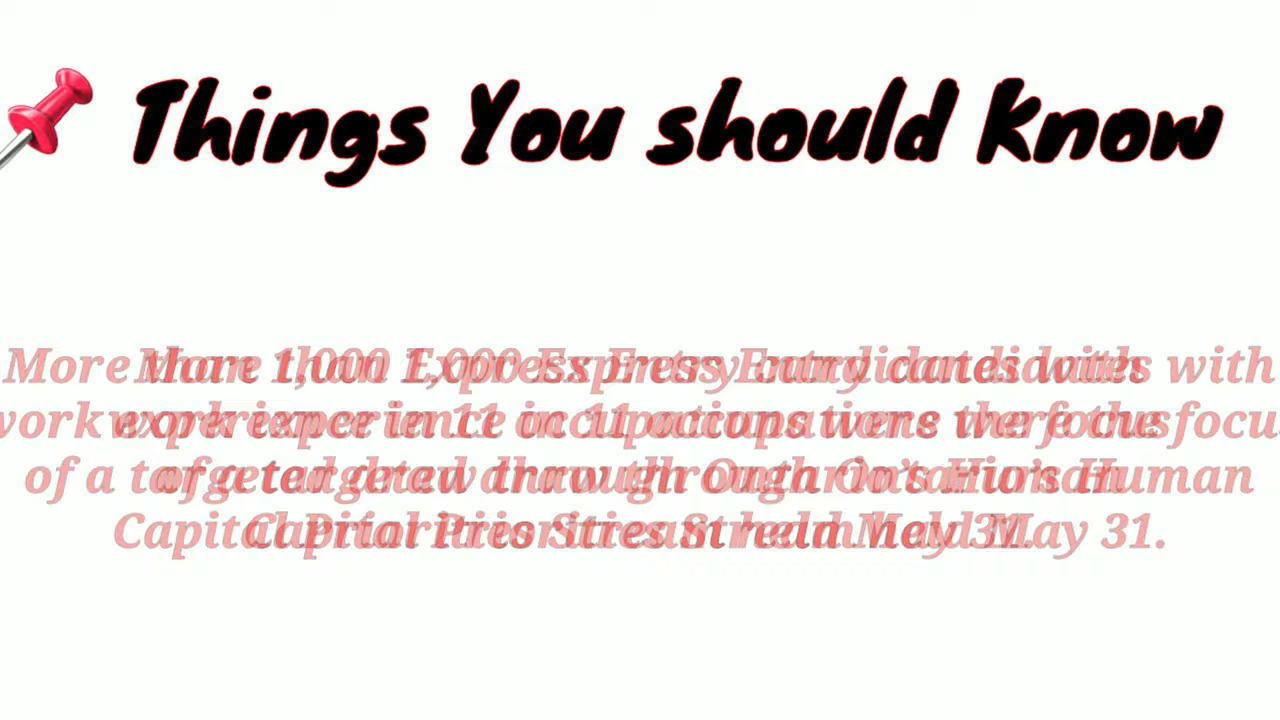 Things You should Know
More than 1,000 Express Entry candidates with
work experience in 11 occupations were the focus
of a targeted draw through Ontario's Human
Capital Priorities Stream held May 31.